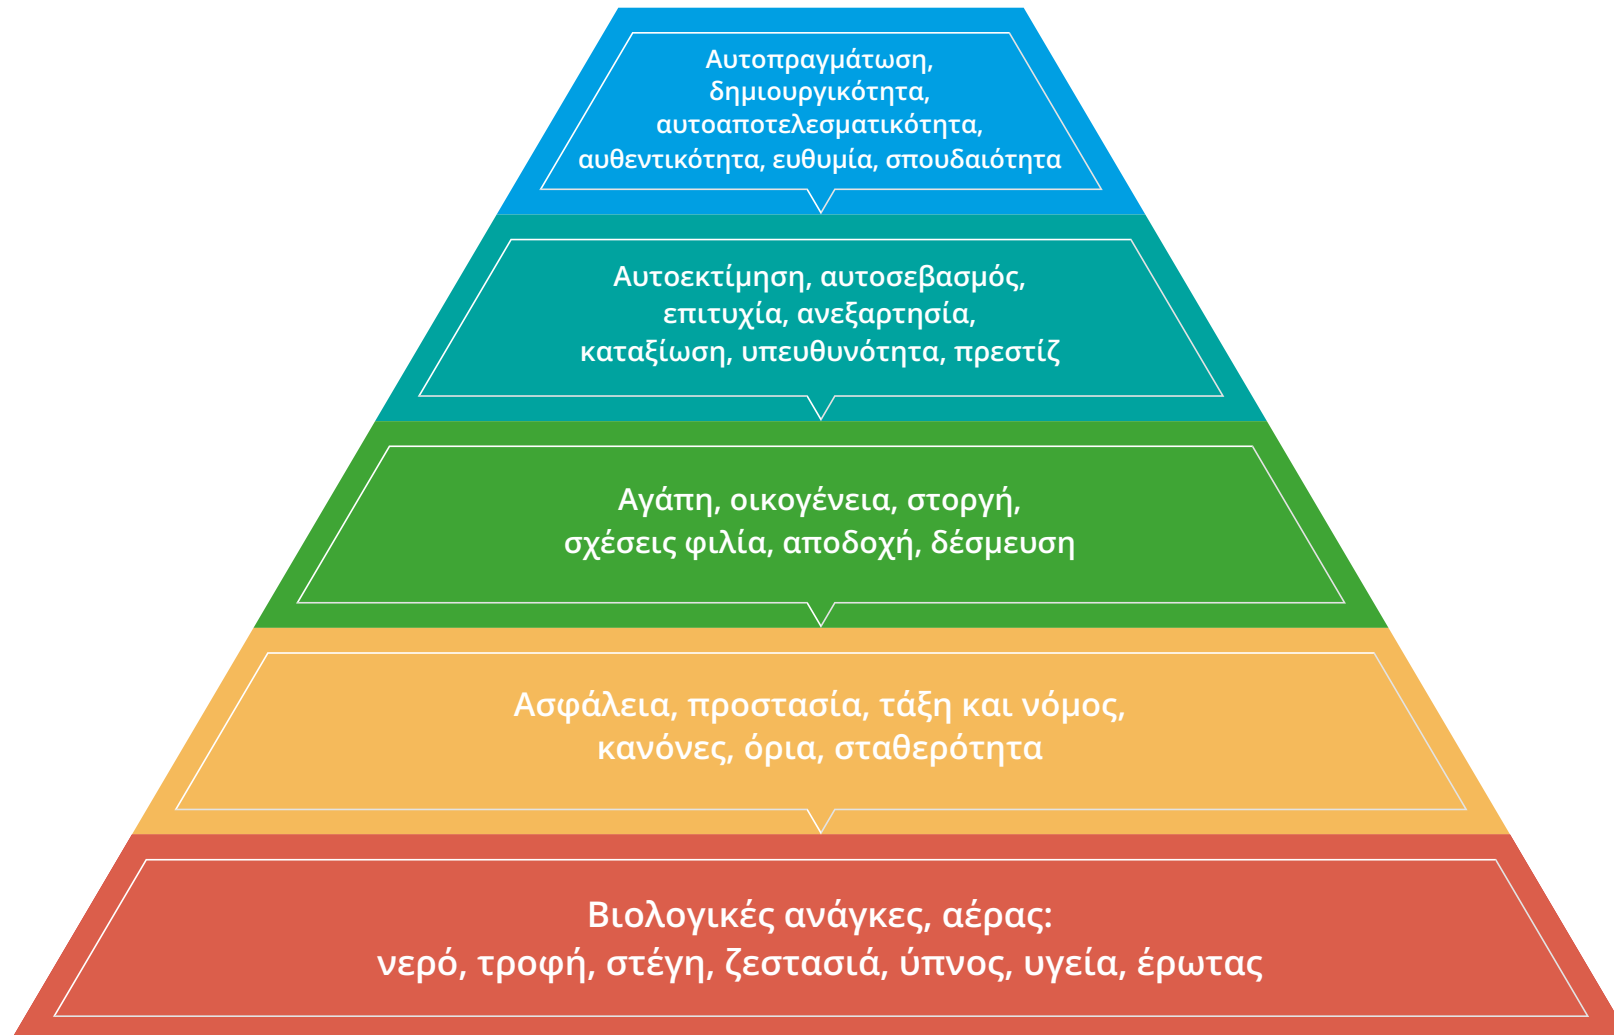 Αυτοπραγμάτωση,
δημιουργικότητα,
αυτοαποτελεσματικότητα,
αυθεντικότητα, ευθυμία, σπουδαιότητα
Αυτοεκτίμηση, αυτοσεβασμός,
επιτυχία, ανεξαρτησία,
καταξίωση, υπευθυνότητα, πρεστίζ
Αγάπη, οικογένεια, στοργή,
σχέσεις φιλία, αποδοχή, δέσμευση
Ασφάλεια, προστασία, τάξη και νόμος,
κανόνες, όρια, σταθερότητα
Βιολογικές ανάγκες, αέρας:
νερό, τροφή, στέγη, ζεστασιά, ύπνος, υγεία, έρωτας